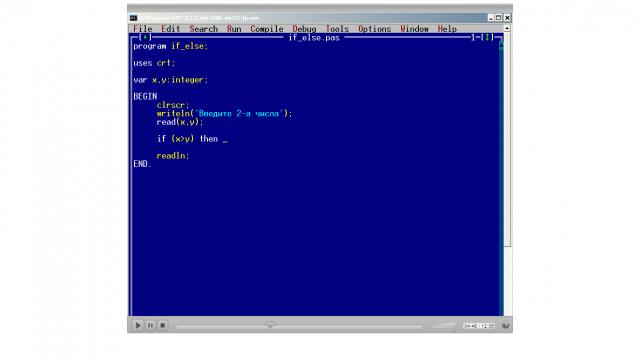 File Edit Search Run Compile Debug Tools Options Window Help
if_else.pas
program if_else;
uses crt;
var x,y:integer;
BEGIN
clrscr;
writeln('Введите 2-а числа');
read(x,y);
if (x>y) then _
readln;
END.